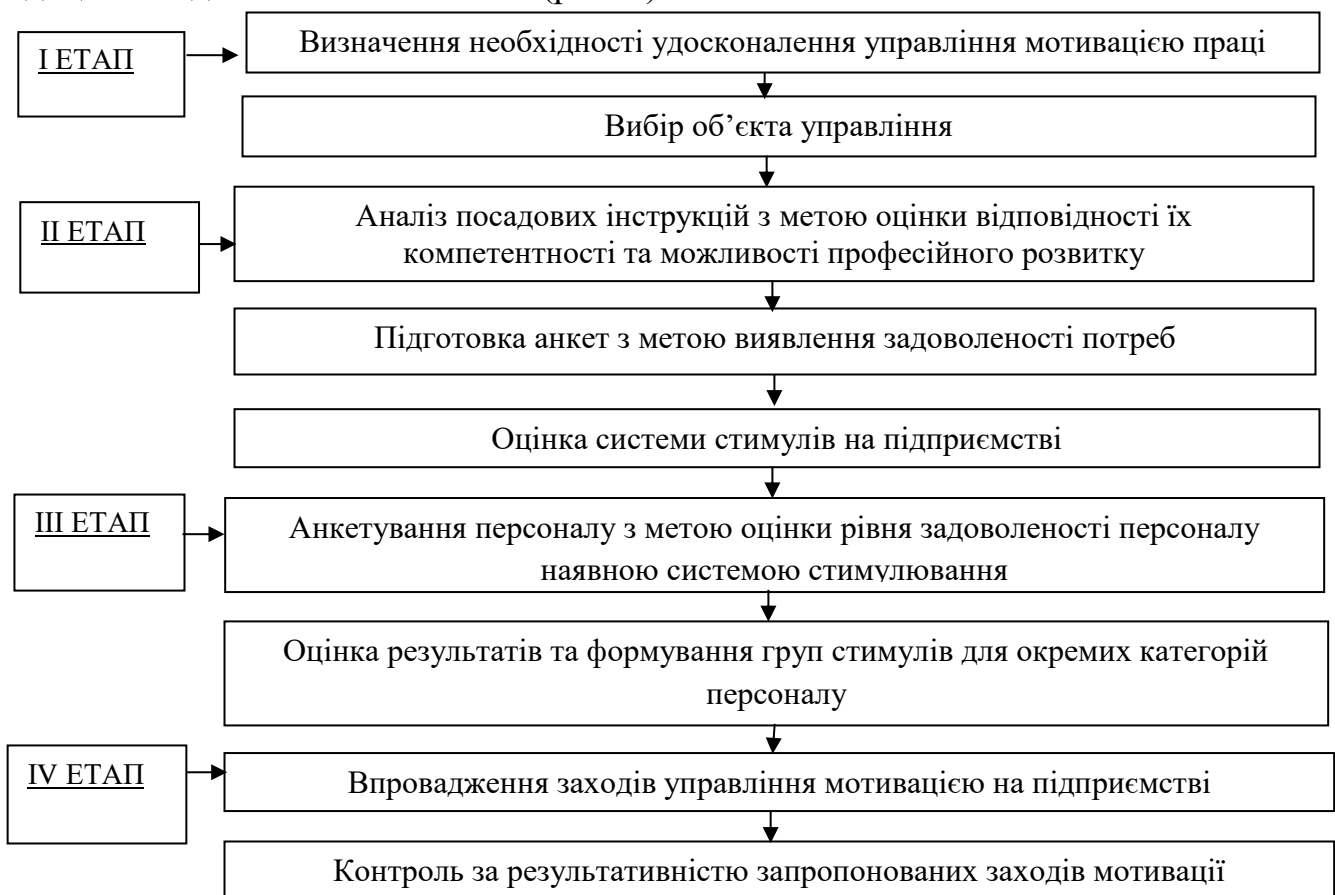 І ЕТАП
Визначення необхідності удосконалення управління мотивацією праці
Вибір об’єкта управління
ІІ ЕТАП
Аналіз посадових інструкцій з метою оцінки відповідності їх
компетентності та можливості професійного розвитку
Підготовка анкет з метою виявлення задоволеності потреб
Оцінка системи стимулів на підприємстві
ІІІ ЕТАП
Анкетування персоналу з метою оцінки рівня задоволеності персоналу
наявною системою стимулювання
Оцінка результатів та формування груп стимулів для окремих категорій
персоналу
IV ЕТАП
Впровадження заходів управління мотивацією на підприємстві
Контроль за результативністю запропонованих заходів мотивації